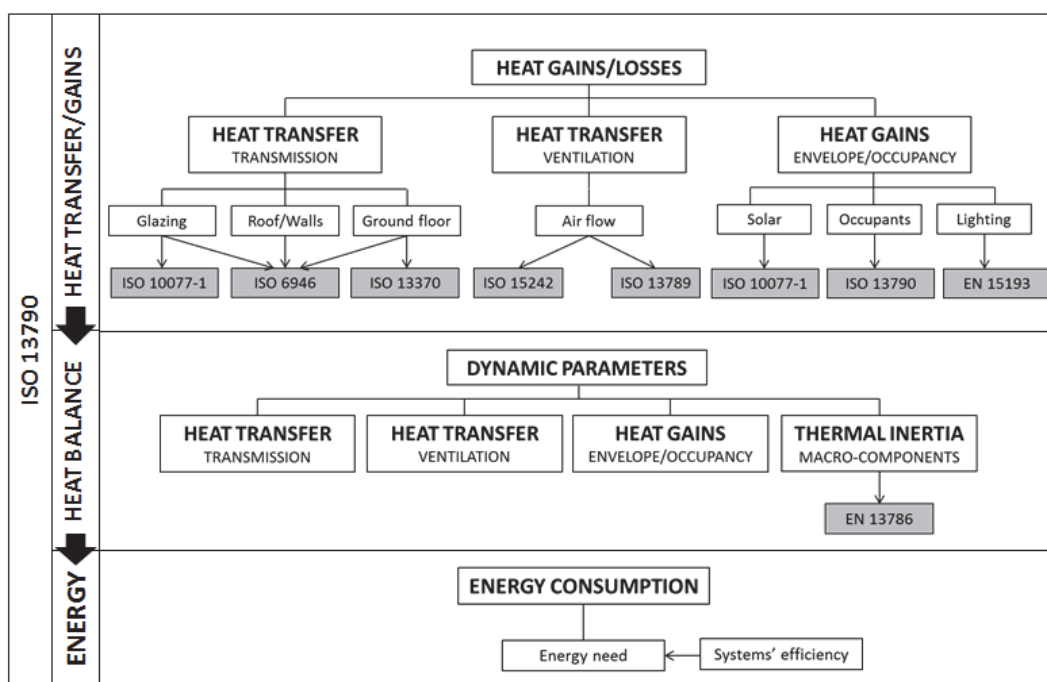 ISO 13790
HEAT TRANSFER/GAINS
HEAT GAINS/LOSSES
HEAT TRANSFER
TRANSMISSION
HEAT TRANSFER
VENTILATION
HEAT GAINS
ENVELOPE/OCCUPANCY
Glazing
Roof/Walls
Ground floor
Air flow
Solar
Occupants
Lighting
ISO 10077-1
ISO 6946
ISO 13370
ISO 15242
ISO 13789
ISO 10077-1
ISO 13790
EN 15193
HEAT BALANCE
DYNAMIC PARAMETERS
HEAT TRANSFER
TRANSMISSION
HEAT TRANSFER
VENTILATION
HEAT GAINS
ENVELOPE/OCCUPANCY
THERMAL INERTIA
MACRO-COMPONENTS
EN 13786
ENERGY
ENERGY CONSUMPTION
Energy need
Systems’ efficiency